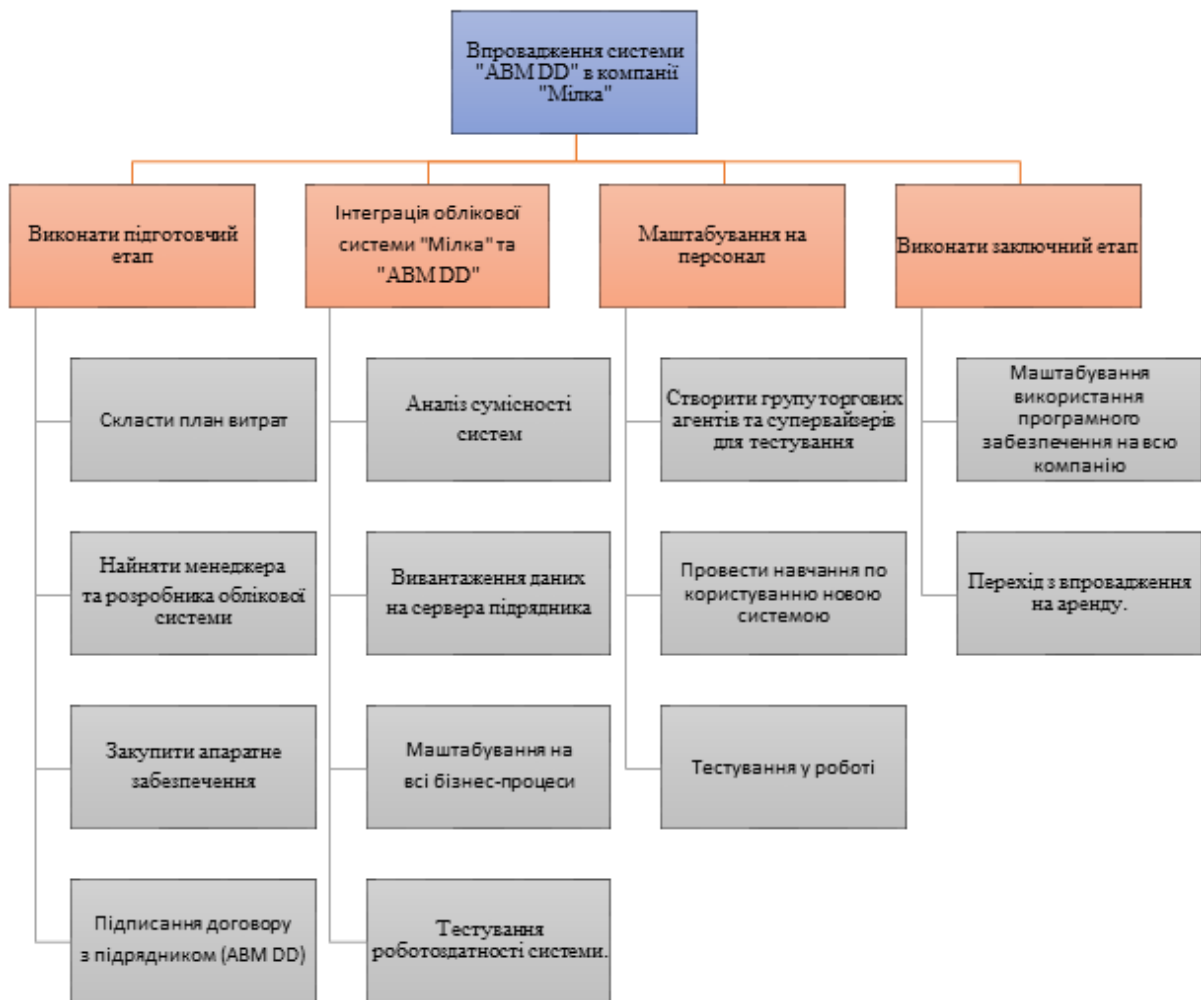 Впровадження системи
"ABM DD" в компанії
"Мілка"
Виконати підготовчий
етап
Скласти план витрат
Найняти менеджера
та розробника облікової
системи
Закупити апаратне
забезпечення
Підписання договору
з підрядником (ABM DD)
Інтеграція облікової
системи "Мілка" та
"ABM DD"
Аналіз сумісності
систем
Вивантаження даних
на сервера підрядника
Маштабування на
всі бізнес-процеси
Тестування
роботоздатності системи.
Маштабування на
персонал
Створити групу торгових
агентів та супервайзерів
для тестування
Провести навчання по
користуванню новою
системою
Тестування у роботі
Виконати заключний етап
Маштабування
використання
програмного
забезпечення на всю
компанію
Перехід з впровадження
на аренду.